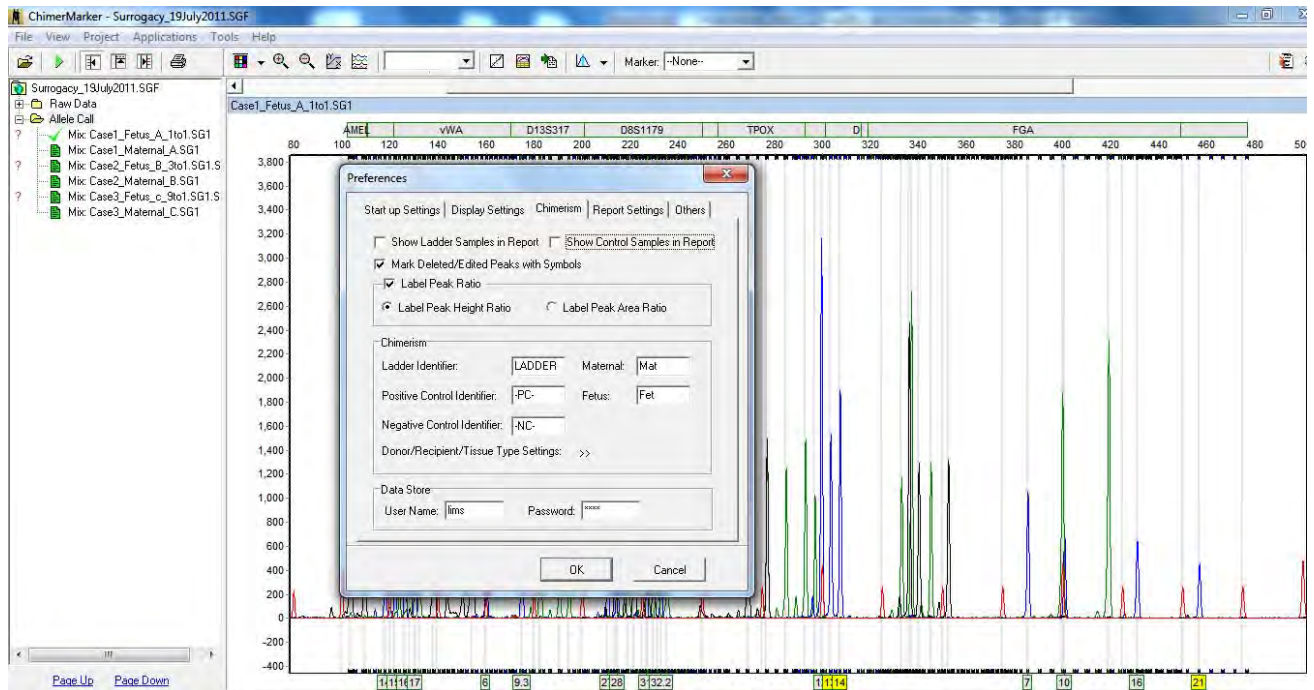 ChimerMarker - Surrogacy_19July2011.SGF
File View Project Applications Tools Help
Marker: --None--
Surrogacy_19July2011.SGF
Raw Data
Allele Call
? Mix: Case1_Fetus_A_1to1.SG1
Mix: Case1_Maternal_A.SG1
? Mix: Case2_Fetus_B_3to1.SG1.S
Mix: Case2_Maternal_B.SG1
? Mix: Case3_Fetus_c_9to1.SG1.S
Mix: Case3_Maternal_C.SG1
Page Up Page Down
Case1_Fetus_A_1to1.SG1
AMEL vWA D13S317 D8S1179 TPOX D FGA
80 100 120 140 160 180 200 220 240 260 280 300 320 340 360 380 400 420 440 460 480 50
3,800
3,600
3,400
3,200
3,000
2,800
2,600
2,400
2,200
2,000
1,800
1,600
1,400
1,200
1,000
800
600
400
200
0
-200
-400
Preferences
Start up Settings Display Settings Chimerism Report Settings Others
Show Ladder Samples in Report Show Control Samples in Report
Mark Deleted/Edited Peaks with Symbols
Label Peak Ratio
Label Peak Height Ratio Label Peak Area Ratio
Chimerism
Ladder Identifier: LADDER Maternal: Mat
Positive Control Identifier: -PC- Fetus: Fet
Negative Control Identifier: -NC-
Donor/Recipient/Tissue Type Settings: >>
Data Store
User Name: lims Password: ****
OK Cancel
17 6 9.3 28 32.2 14 7 10 16 21